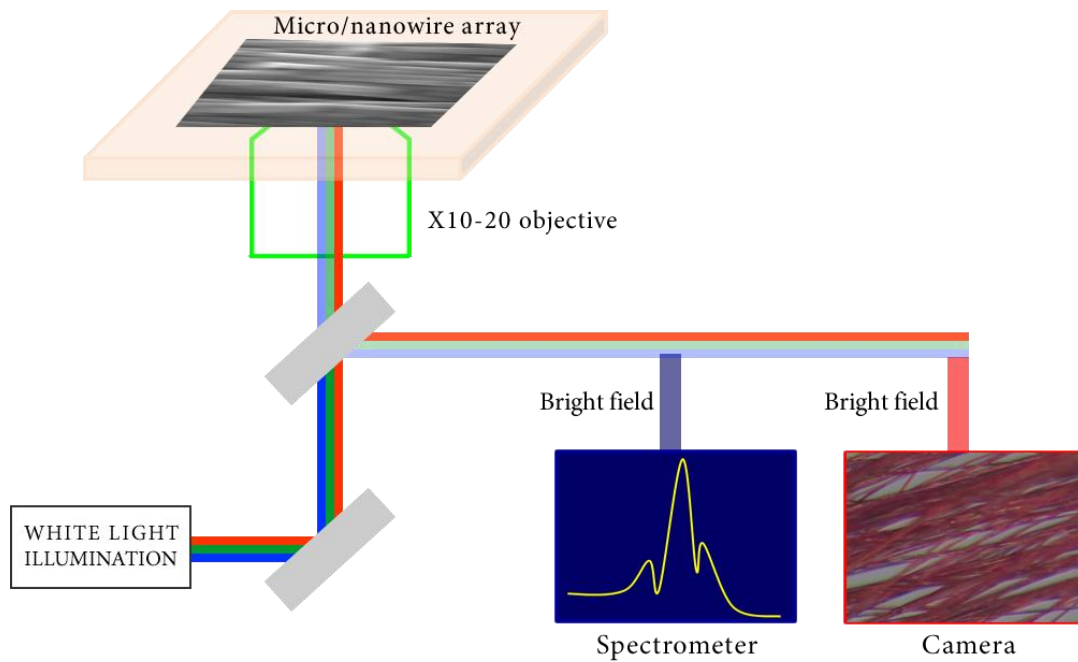 Micro/nanowire array
X10-20 objective
Bright field
Bright field
WHITE LIGHT
ILLUMINATION
Spectrometer
Camera